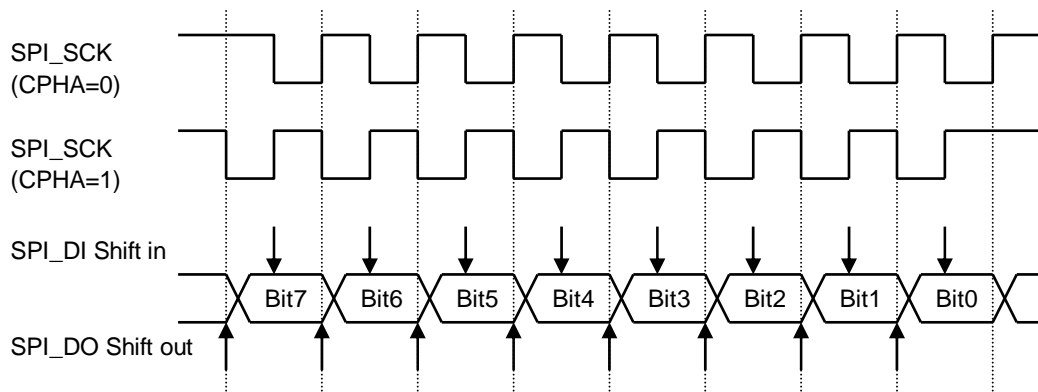 SPI_SCK
(CPHA=0)
SPI_SCK
(CPHA=1)
SPI_DI Shift in
Bit7 Bit6 Bit5 Bit4 Bit3 Bit2 Bit1 Bit0
SPI_DO Shift out